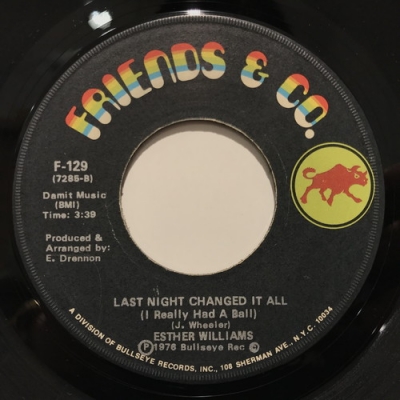 FRIENDS & CO.
F-129
(7285-B)
Damit Music
(BMI)
Time: 3:39
Produced &
Arranged by:
E. Drennon
LAST NIGHT CHANGED IT ALL
(I Really Had A Ball)
(J. Wheeler)
ESTHER WILLIAMS
Ⓟ 1976 Bullseye Rec
A DIVISION OF BULLSEYE RECORDS, INC., 108 SHERMAN AVE., N.Y.C. 10034